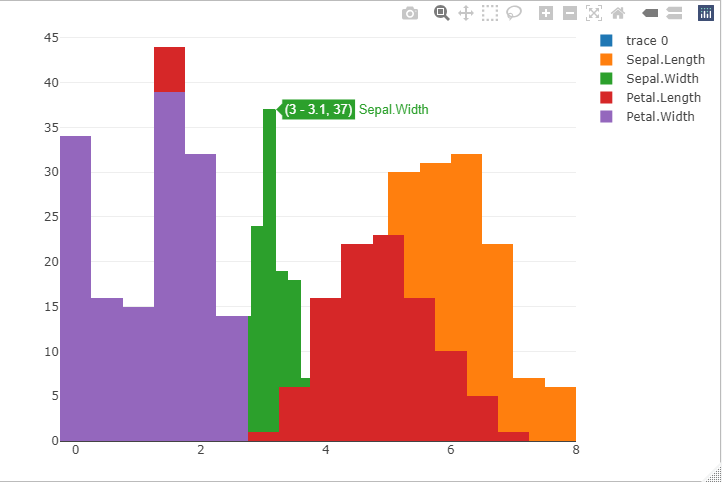 trace 0
Sepal.Length
Sepal.Width
Petal.Length
Petal.Width
45
40
(3 - 3.1, 37) Sepal.Width
35
30
25
20
15
10
5
0
0 2 4 6 8